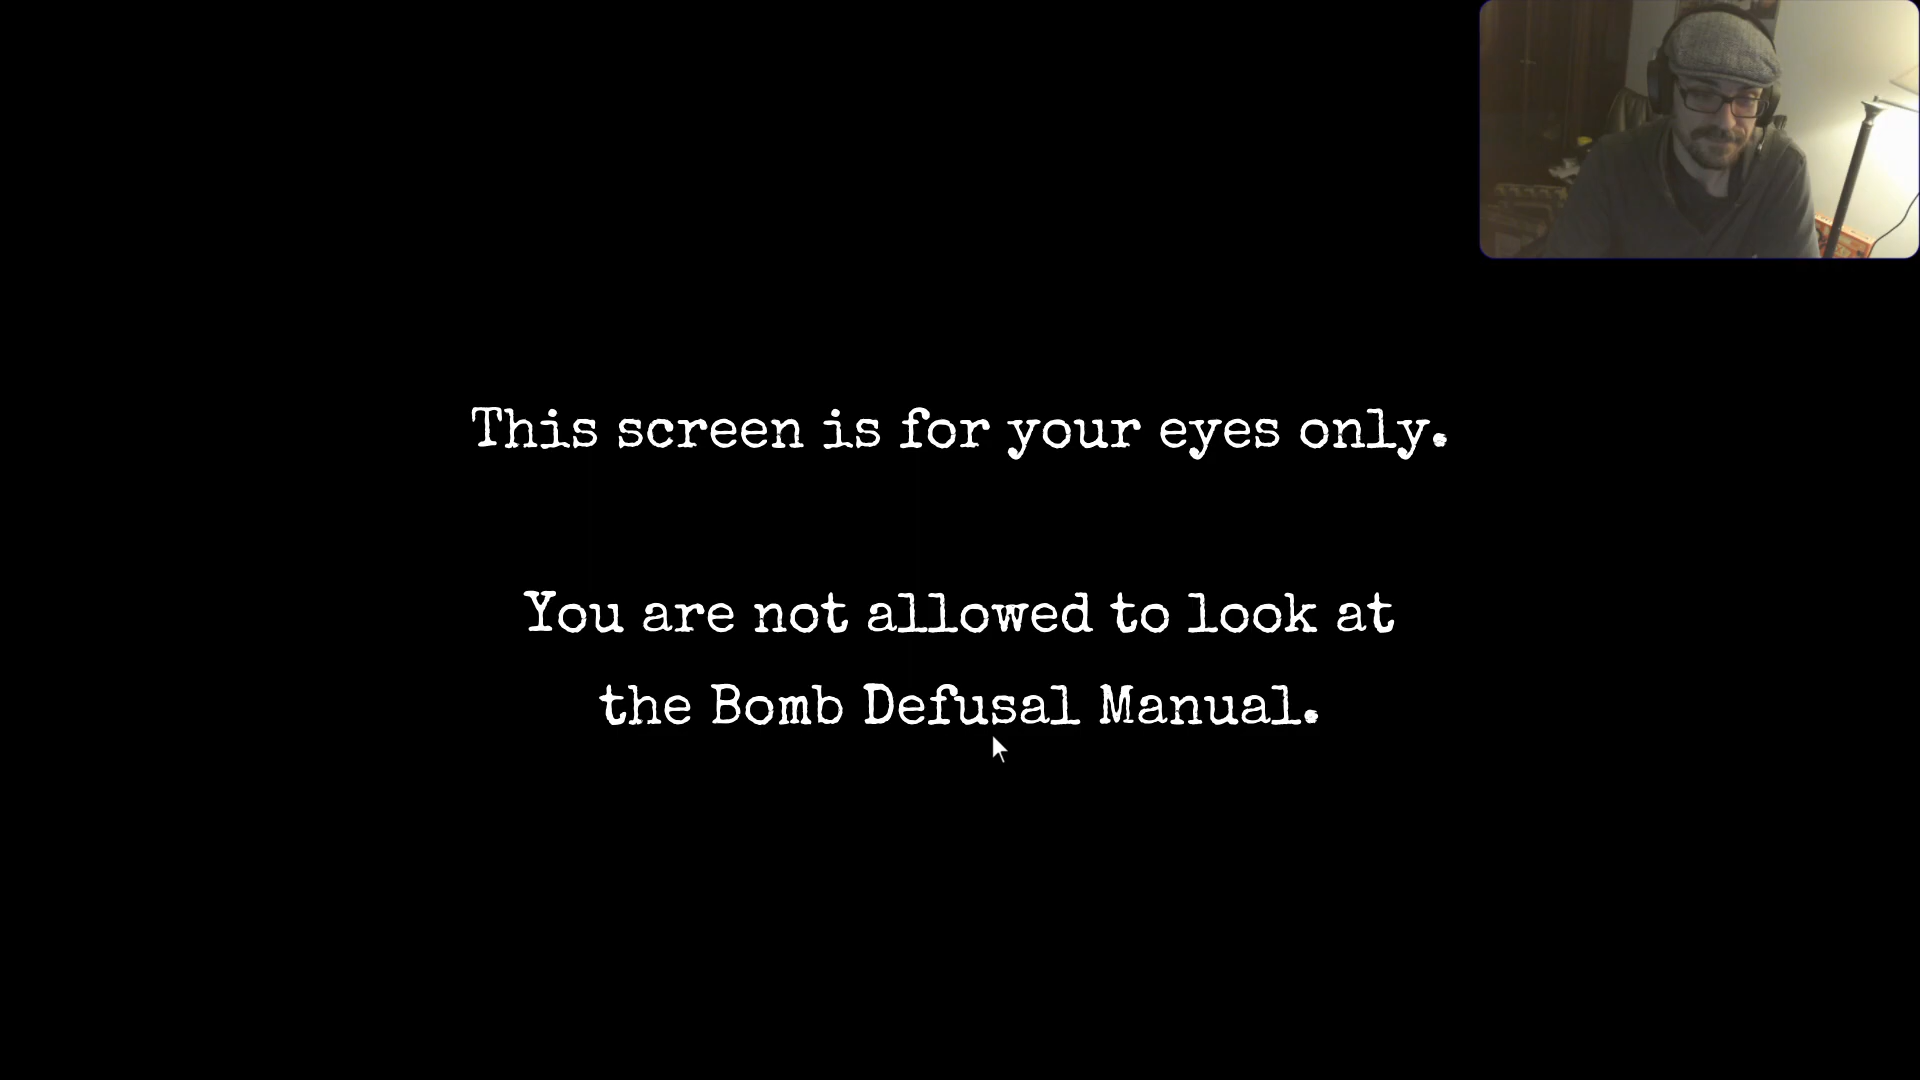 This screen is for your eyes only.
You are not allowed to look at
the Bomb Defusal Manual.